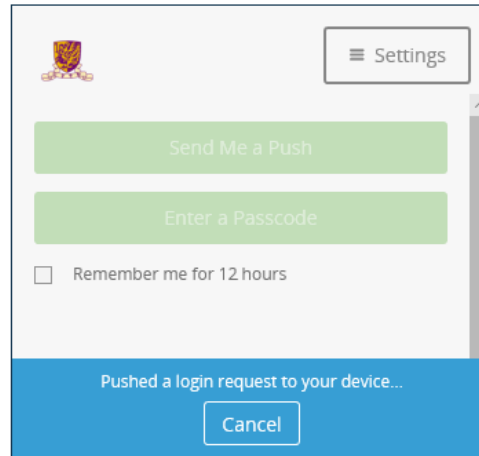 Settings
Send Me a Push
Enter a Passcode
Remember me for 12 hours
Pushed a login request to your device...
Cancel